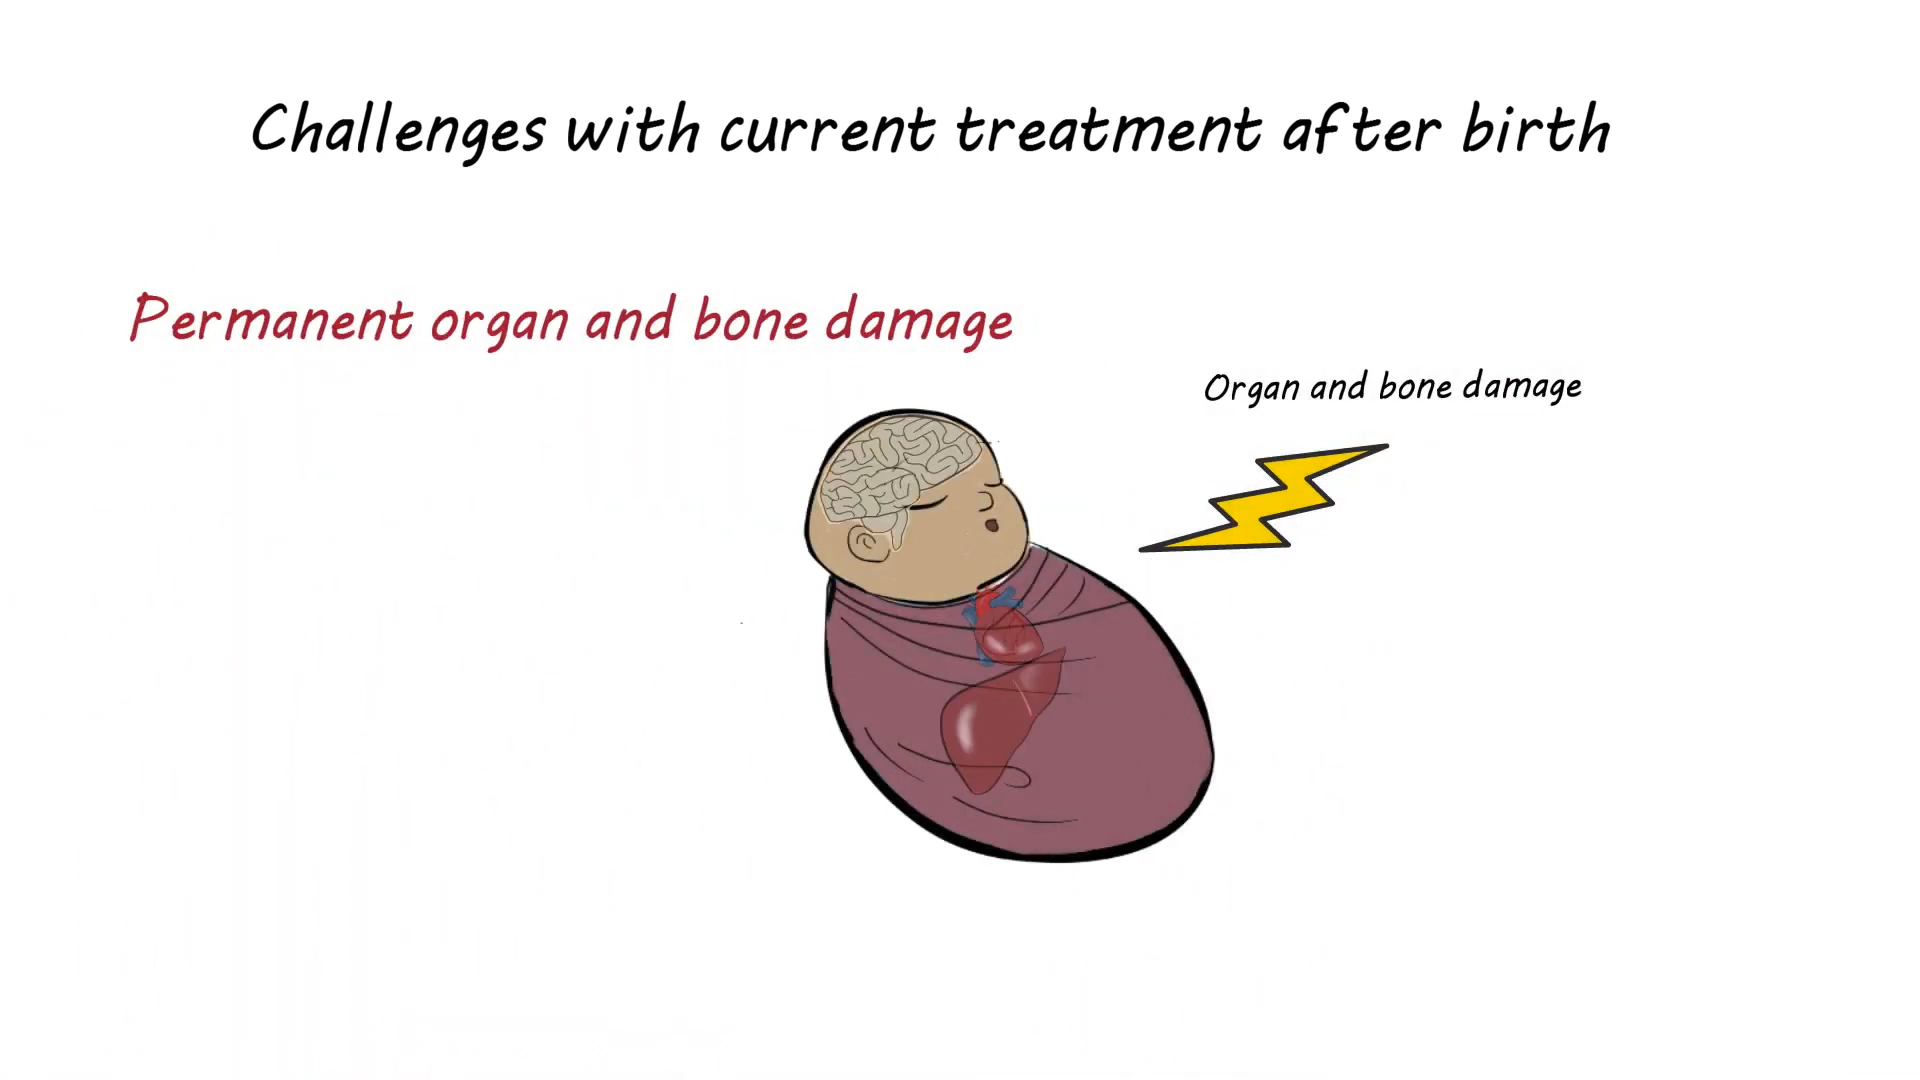 Challenges with current treatment after birth
Permanent organ and bone damage
Organ and bone damage